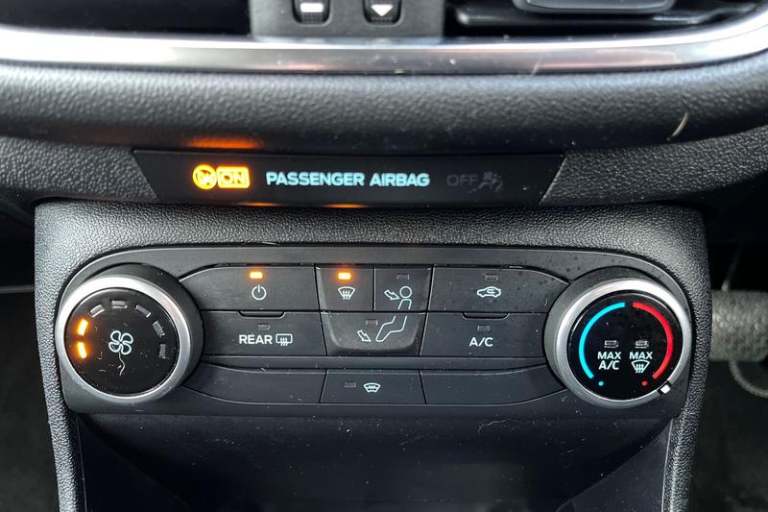 ON PASSENGER AIRBAG OFF
REAR
A/C
MAX A/C
MAX